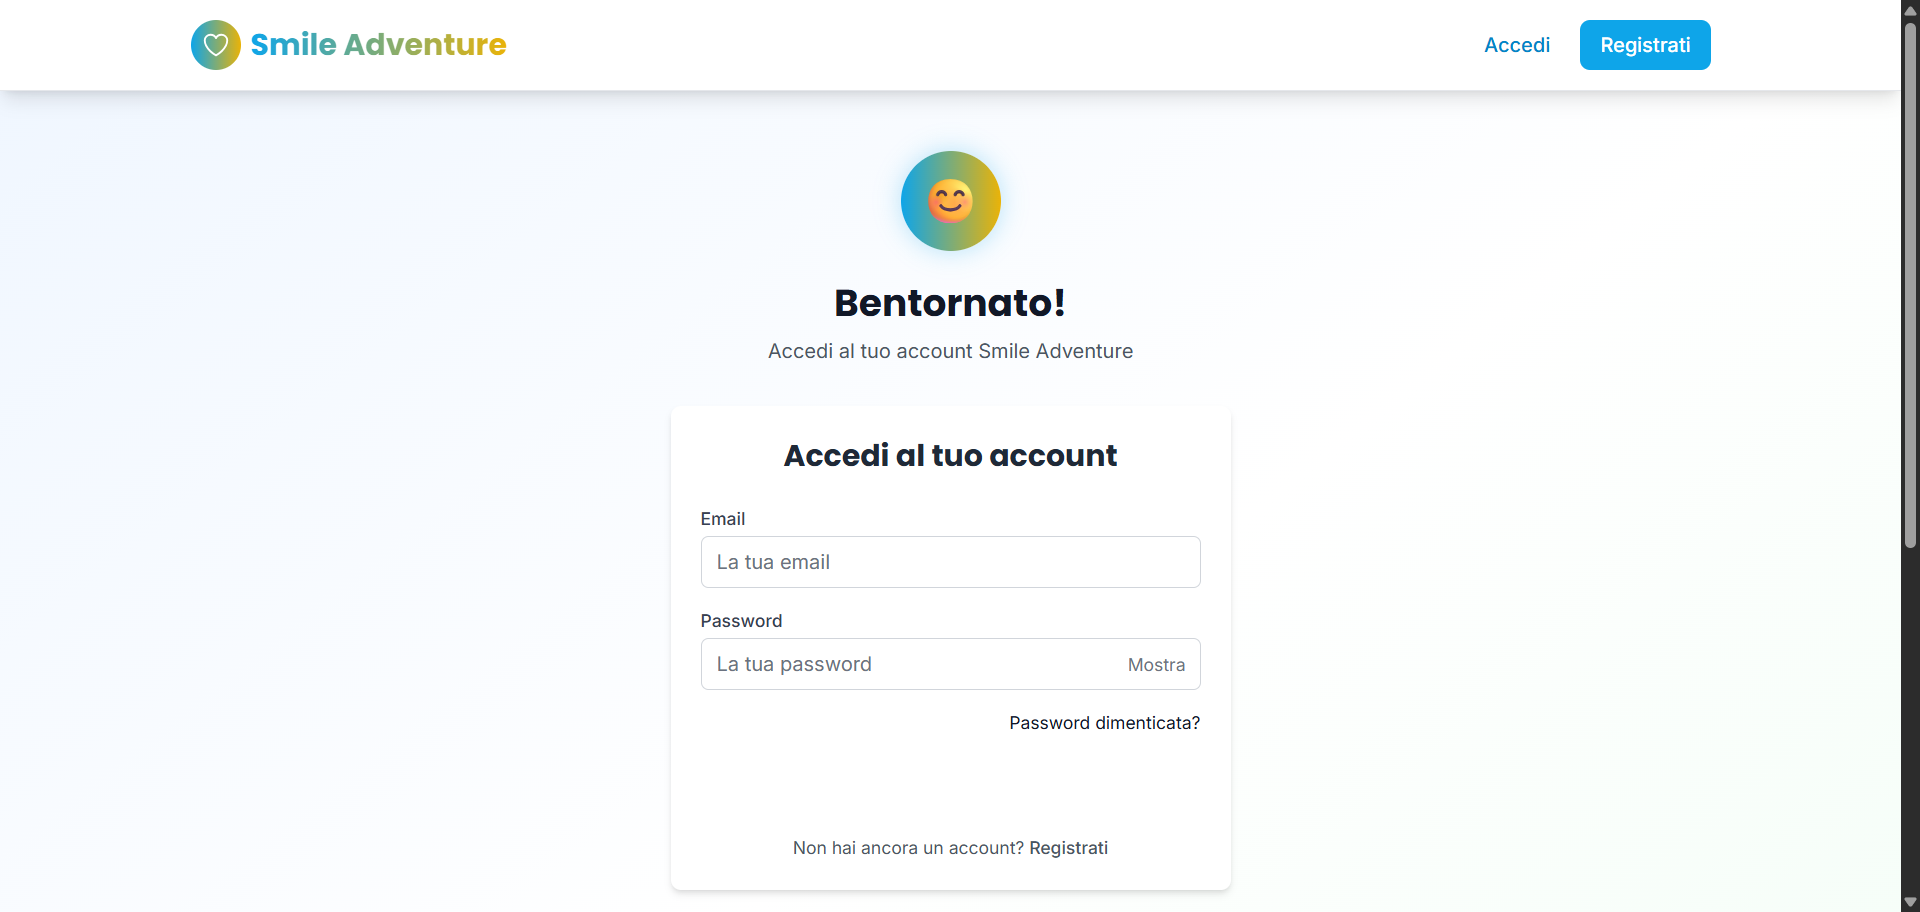 Smile Adventure
Accedi
Registrati
Bentornato!
Accedi al tuo account Smile Adventure
Accedi al tuo account
Email
La tua email
Password
La tua password
Mostra
Password dimenticata?
Non hai ancora un account? Registrati